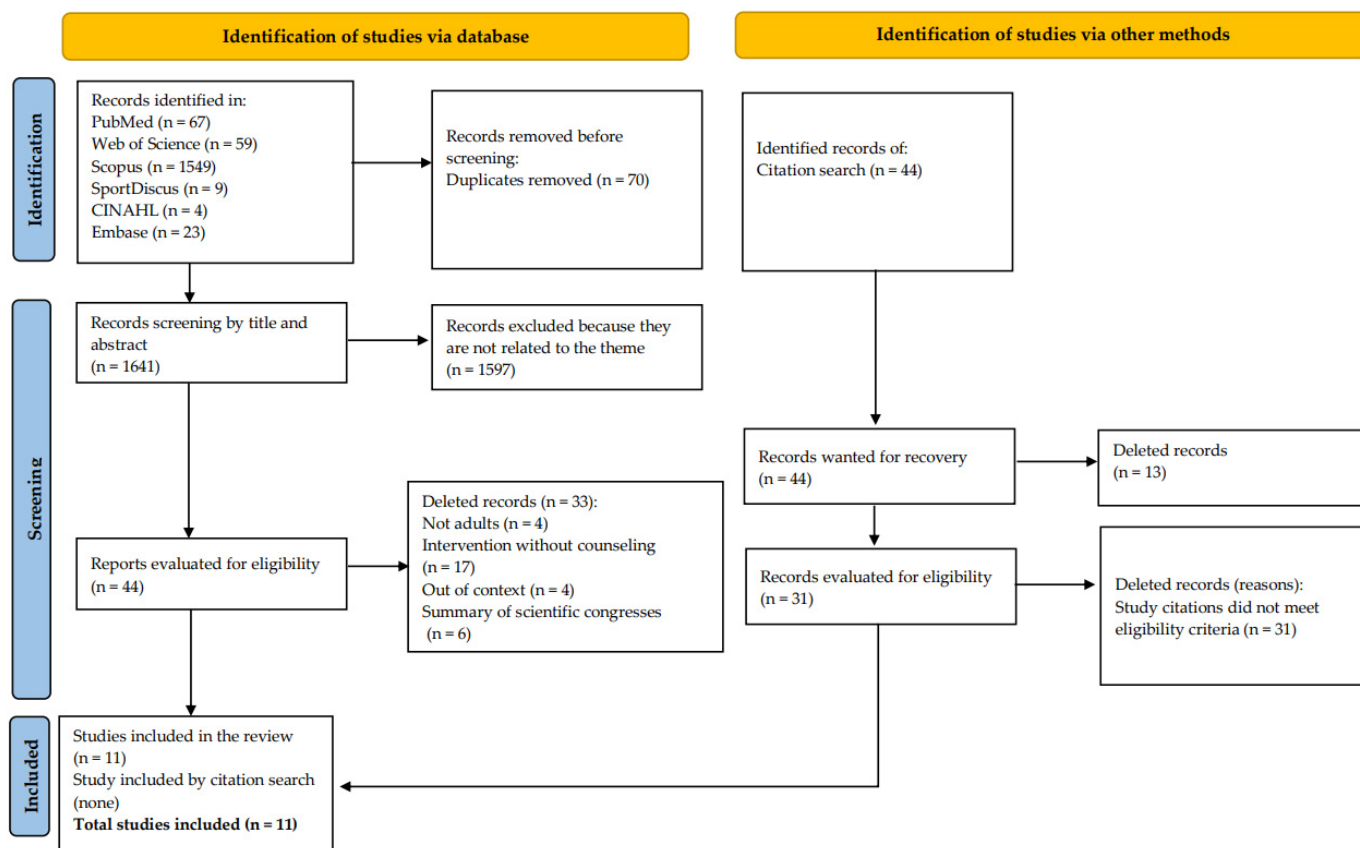 Identification of studies via database
Identification of studies via other methods
Identification
Records identified in:
PubMed (n = 67)
Web of Science (n = 59)
Scopus (n = 1549)
SportDiscus (n = 9)
CINAHL (n = 4)
Embase (n = 23)
Records removed before
screening:
Duplicates removed (n = 70)
Identified records of:
Citation search (n = 44)
Screening
Records screening by title and
abstract
(n = 1641)
Records excluded because they
are not related to the theme
(n = 1597)
Records wanted for recovery
(n = 44)
Deleted records
(n = 13)
Reports evaluated for eligibility
(n = 44)
Deleted records (n = 33):
Not adults (n = 4)
Intervention without counseling
(n = 17)
Out of context (n = 4)
Summary of scientific congresses
(n = 6)
Records evaluated for eligibility
(n = 31)
Deleted records (reasons):
Study citations did not meet
eligibility criteria (n = 31)
Included
Studies included in the review
(n = 11)
Study included by citation search
(none)
Total studies included (n = 11)